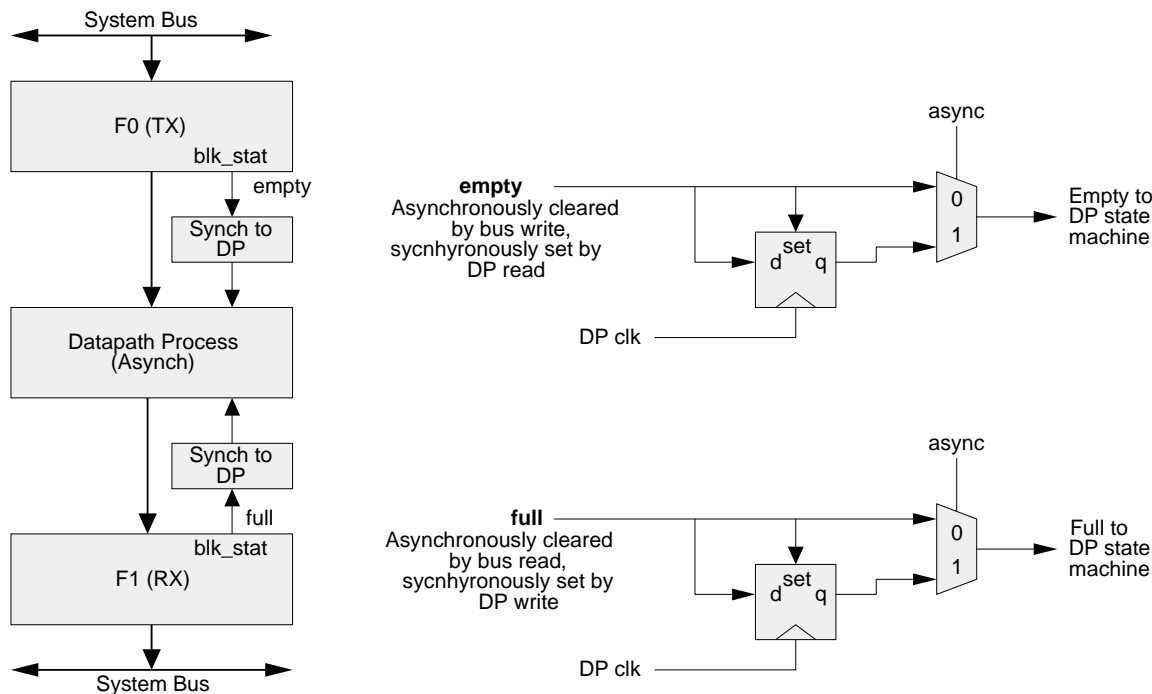 System Bus
F0 (TX)
blk_stat
empty
Synch to
DP
Datapath Process
(Asynch)
Synch to
DP
full
blk_stat
F1 (RX)
System Bus
async
empty
Asynchronously cleared
by bus write,
sycnhyronously set by
DP read
set
d q
DP clk
0
1
Empty to
DP state
machine
async
full
Asynchronously cleared
by bus read,
sycnhyronously set by
DP write
set
d q
DP clk
0
1
Full to
DP state
machine